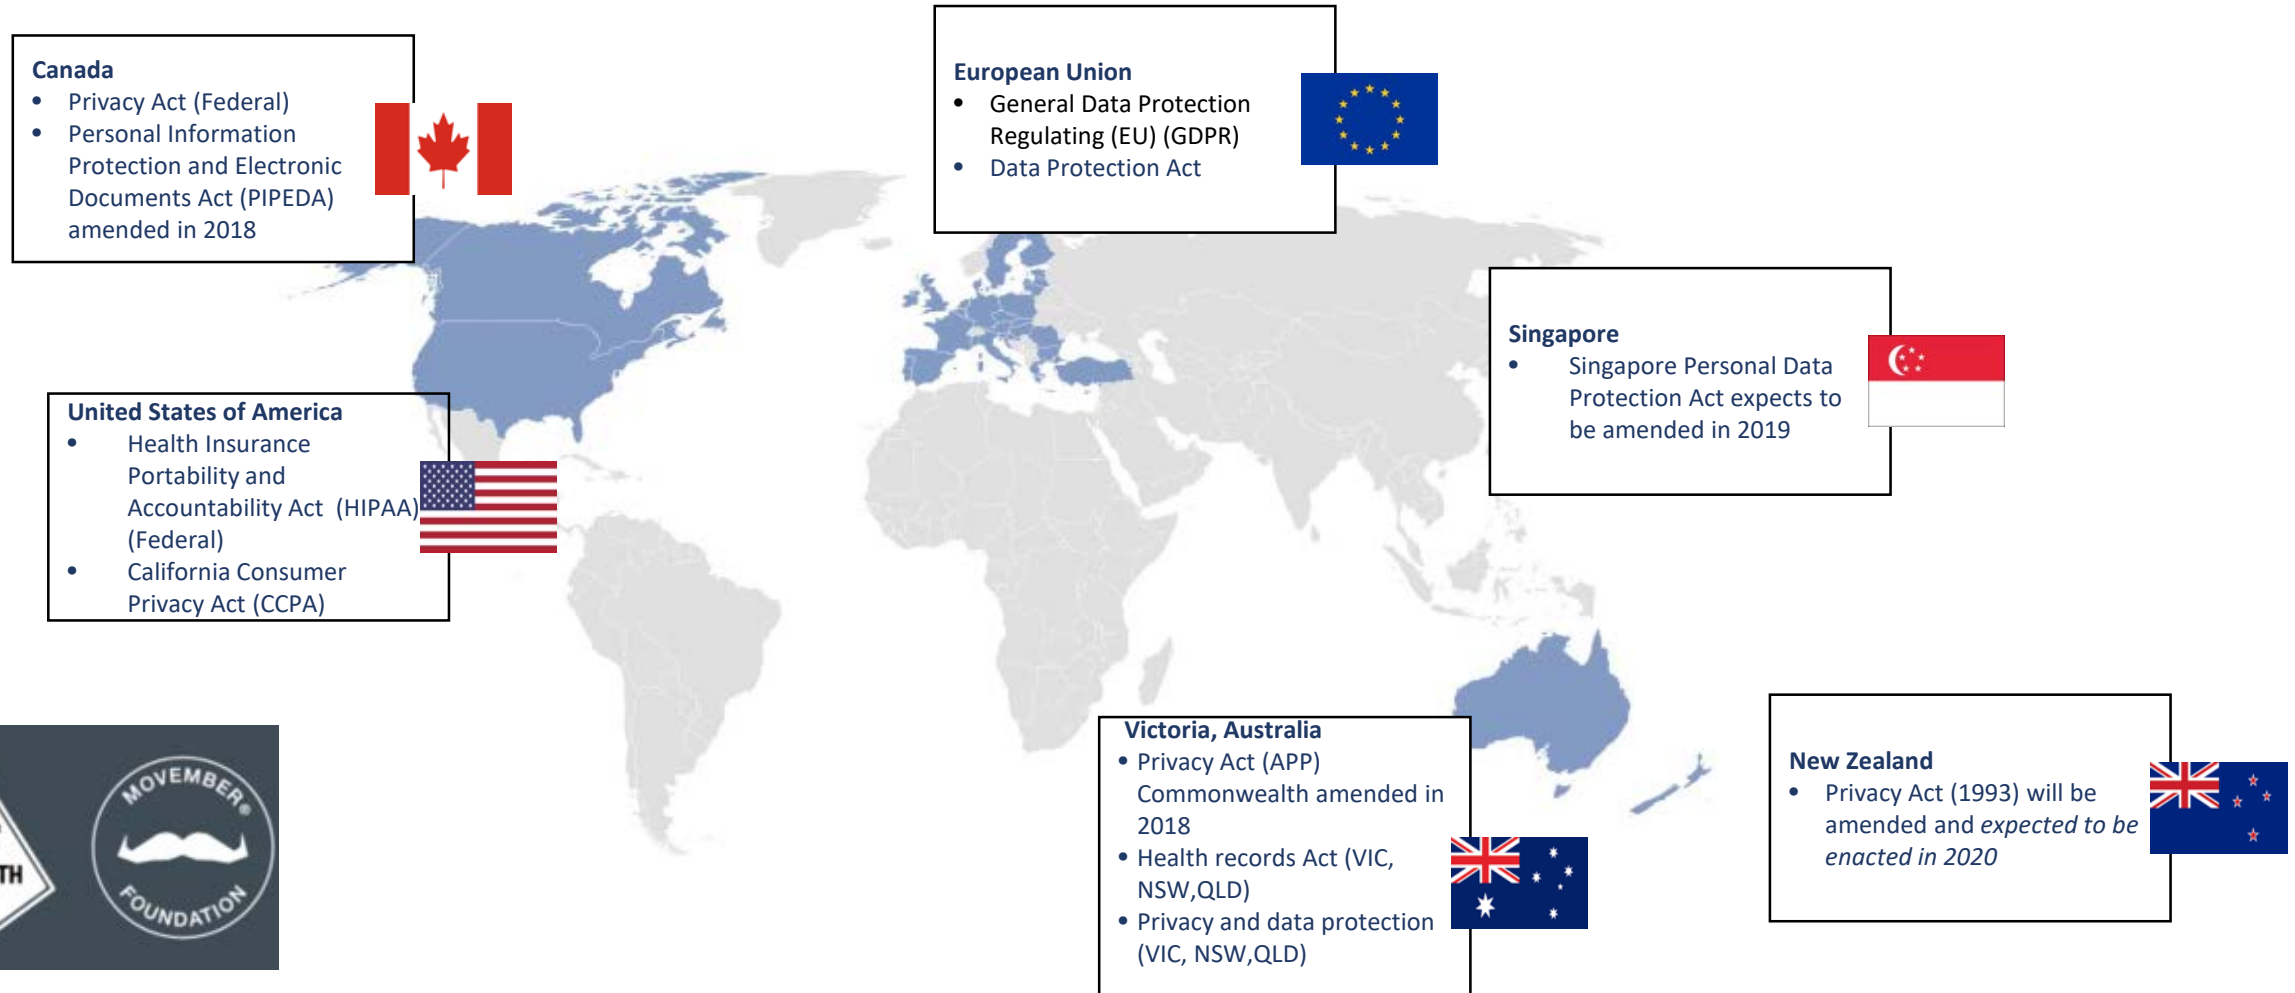 Canada
• Privacy Act (Federal)
• Personal Information
Protection and Electronic
Documents Act (PIPEDA)
amended in 2018
European Union
• General Data Protection
Regulating (EU) (GDPR)
• Data Protection Act
Singapore
• Singapore Personal Data
Protection Act expects to
be amended in 2019
United States of America
• Health Insurance
Portability and
Accountability Act (HIPAA)
(Federal)
• California Consumer
Privacy Act (CCPA)
Victoria, Australia
• Privacy Act (APP)
Commonwealth amended in
2018
• Health records Act (VIC,
NSW,QLD)
• Privacy and data protection
(VIC, NSW,QLD)
New Zealand
• Privacy Act (1993) will be
amended and expected to be
enacted in 2020
MOVEMBER®
FOUNDATION